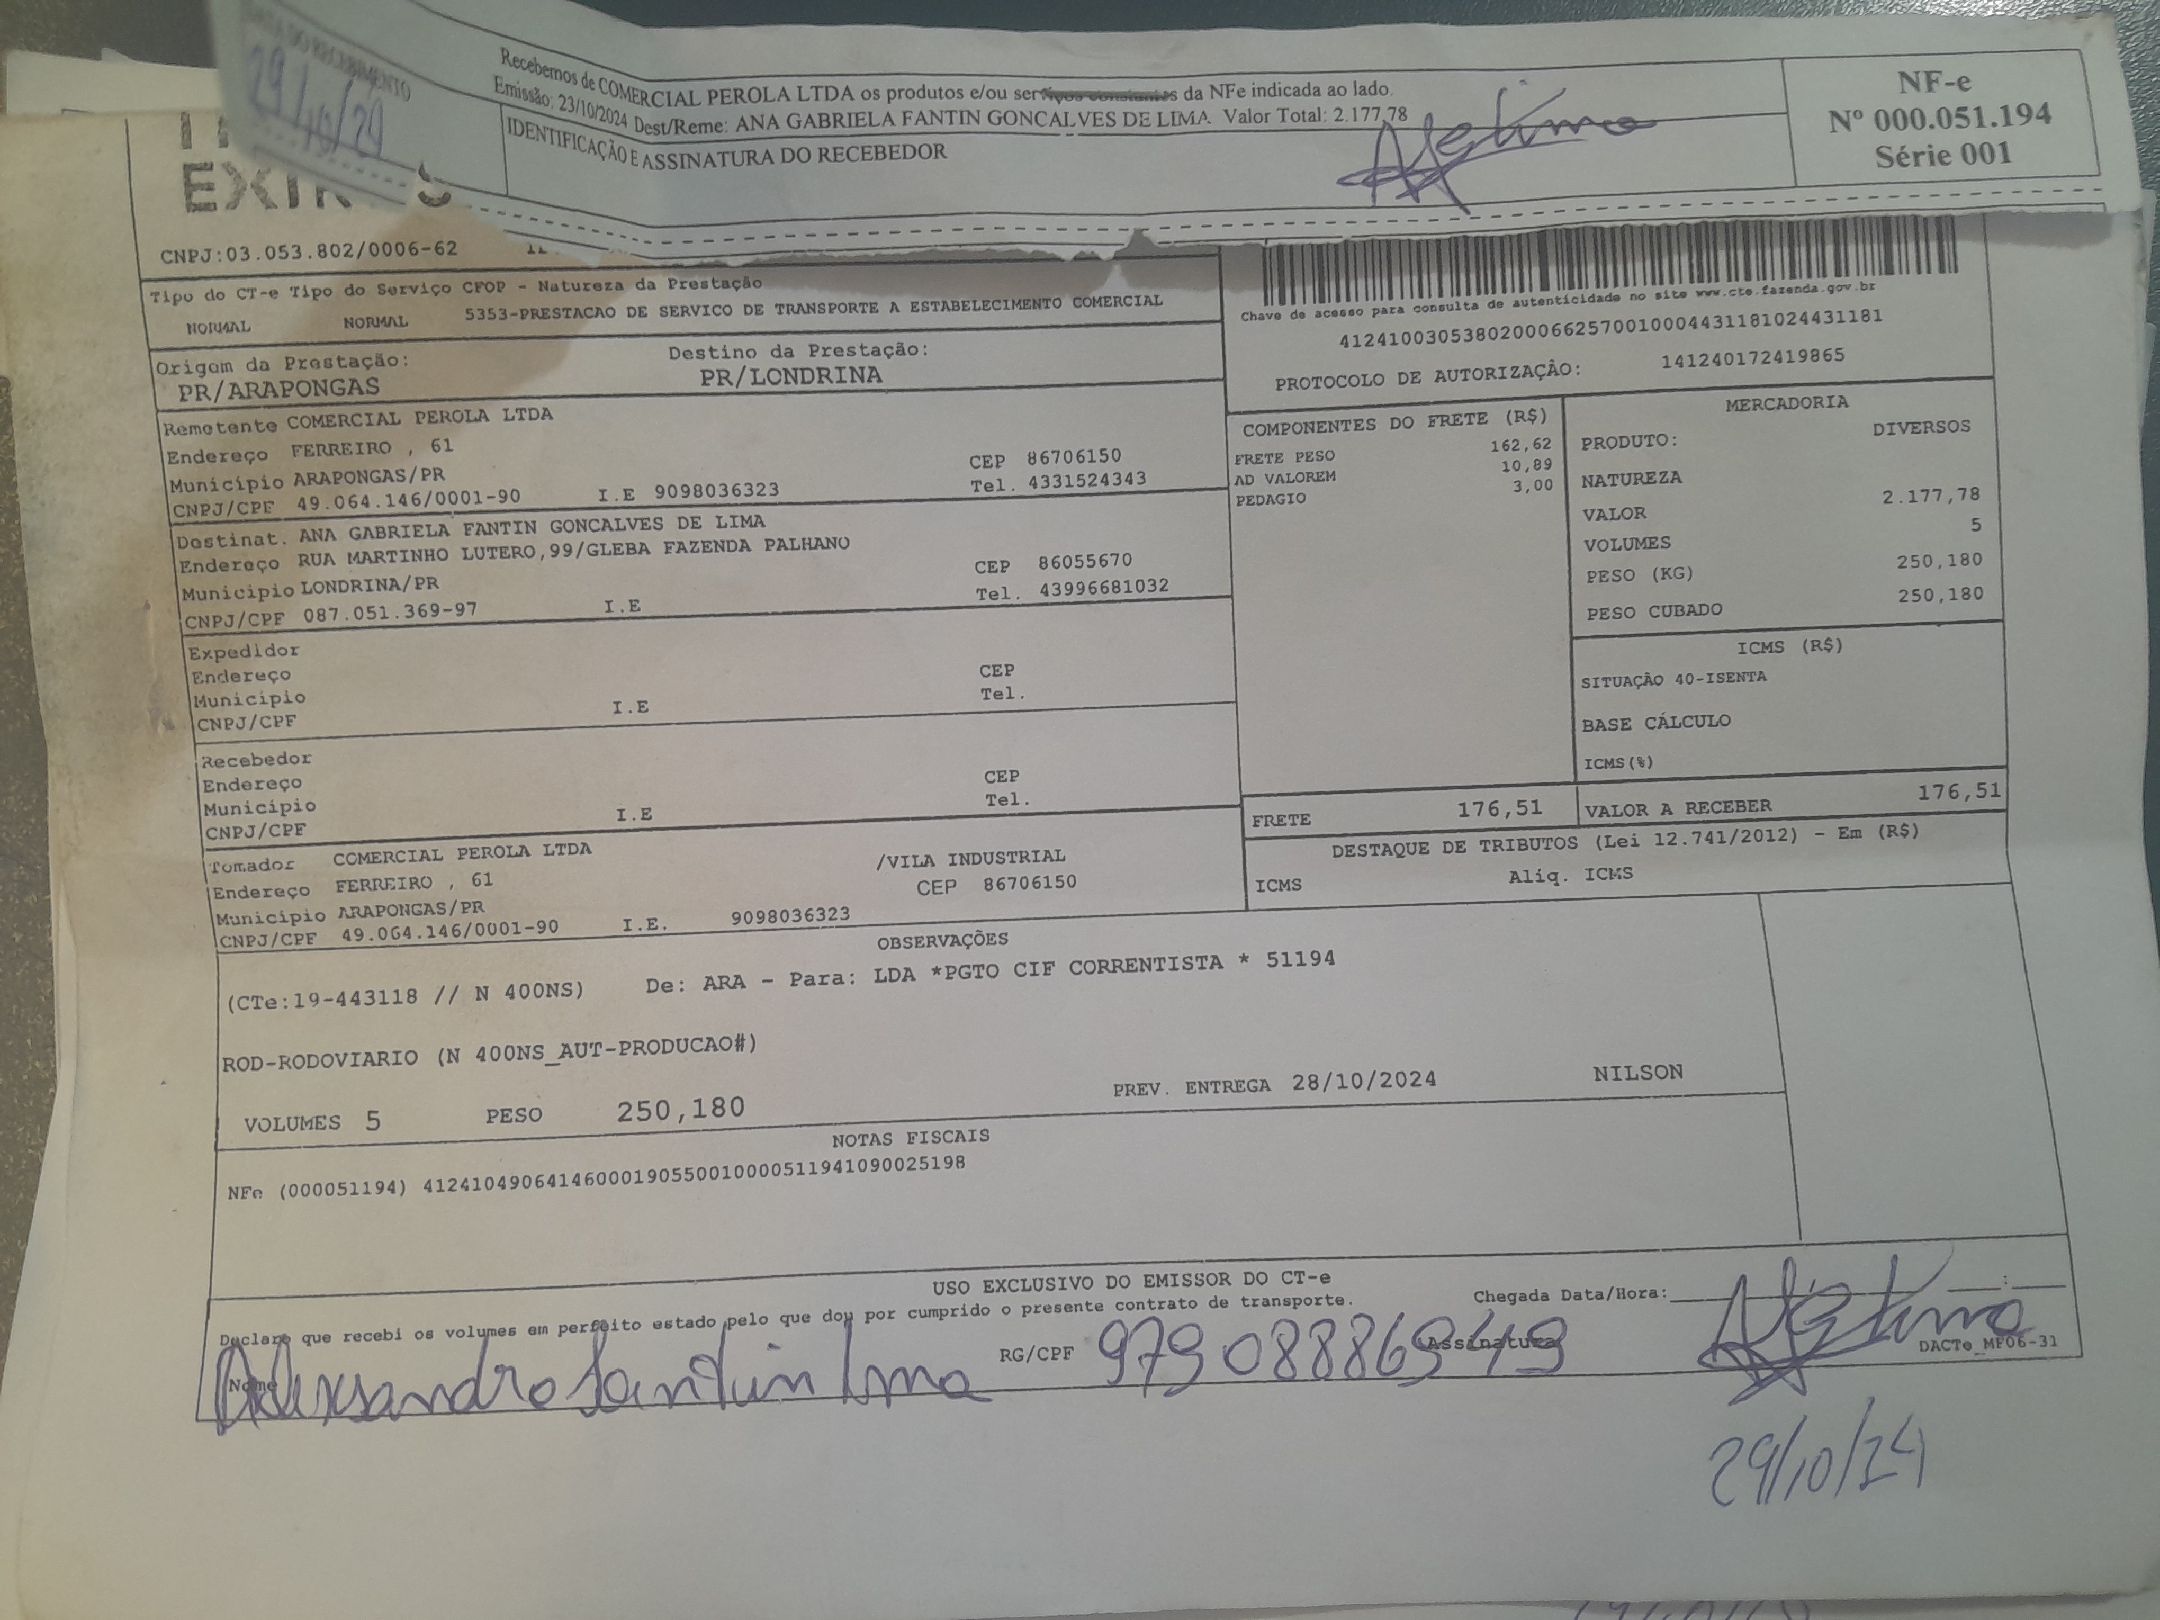 DO RECEBIMENTO
29/10/24
Recebemos de COMERCIAL PEROLA LTDA os produtos e/ou serviços constantes da NFe indicada ao lado.
Emissão: 23/10/2024 Dest/Reme: ANA GABRIELA FANTIN GONCALVES DE LIMA Valor Total: 2.177,78
IDENTIFICAÇÃO E ASSINATURA DO RECEBEDOR
NF-e
Nº 000.051.194
Série 001
CNPJ:03.053.802/0006-62
Tipo do CT-e Tipo do Serviço CFOP - Natureza da Prestação
NORMAL NORMAL 5353-PRESTACAO DE SERVICO DE TRANSPORTE A ESTABELECIMENTO COMERCIAL
Chave de acesso para consulta de autenticidade no site www.cte.fazenda.gov.br
41241003053802000662570010004431181024431181
PROTOCOLO DE AUTORIZAÇÃO: 141240172419865
Origem da Prestação: Destino da Prestação:
PR/ARAPONGAS PR/LONDRINA
Remetente COMERCIAL PEROLA LTDA
Endereço FERREIRO , 61 CEP 86706150
Município ARAPONGAS/PR Tel. 4331524343
CNPJ/CPF 49.064.146/0001-90 I.E 9098036323
Destinat. ANA GABRIELA FANTIN GONCALVES DE LIMA
Endereço RUA MARTINHO LUTERO,99/GLEBA FAZENDA PALHANO
CEP 86055670
Município LONDRINA/PR Tel. 43996681032
CNPJ/CPF 087.051.369-97 I.E
Expedidor
Endereço CEP
Município Tel.
CNPJ/CPF I.E
Recebedor
Endereço CEP
Município Tel.
CNPJ/CPF I.E
Tomador COMERCIAL PEROLA LTDA /VILA INDUSTRIAL
Endereço FERREIRO , 61 CEP 86706150
Município ARAPONGAS/PR
CNPJ/CPF 49.064.146/0001-90 I.E. 9098036323
COMPONENTES DO FRETE (R$)
FRETE PESO 162,62
AD VALOREM 10,89
PEDAGIO 3,00
MERCADORIA
PRODUTO: DIVERSOS
NATUREZA
VALOR 2.177,78
VOLUMES 5
PESO (KG) 250,180
PESO CUBADO 250,180
ICMS (R$)
SITUAÇÃO 40-ISENTA
BASE CÁLCULO
ICMS(%)
FRETE 176,51 VALOR A RECEBER 176,51
DESTAQUE DE TRIBUTOS (Lei 12.741/2012) - Em (R$)
ICMS Aliq. ICMS
OBSERVAÇÕES
(CTe:19-443118 // N 400NS) De: ARA - Para: LDA *PGTO CIF CORRENTISTA * 51194
ROD-RODOVIARIO (N 400NS_AUT-PRODUCAO#)
VOLUMES 5 PESO 250,180 PREV. ENTREGA 28/10/2024 NILSON
NOTAS FISCAIS
NFe (000051194) 41241049064146000190550010000511941090025198
USO EXCLUSIVO DO EMISSOR DO CT-e
Declaro que recebi os volumes em perfeito estado pelo que dou por cumprido o presente contrato de transporte. Chegada Data/Hora: :
Nome Alexsandro Fantin Lima RG/CPF 97908886949 Assinatura
DACTe_MF06-31
29/10/24